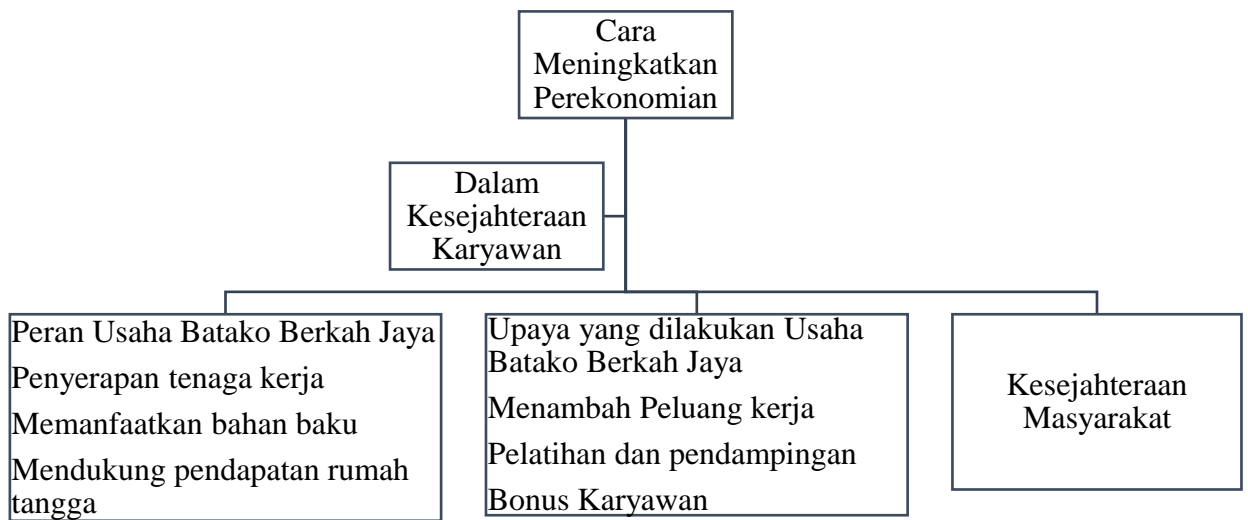 Cara
Meningkatkan
Perekonomian
Dalam
Kesejahteraan
Karyawan
Peran Usaha Batako Berkah Jaya
Penyerapan tenaga kerja
Memanfaatkan bahan baku
Mendukung pendapatan rumah
tangga
Upaya yang dilakukan Usaha
Batako Berkah Jaya
Menambah Peluang kerja
Pelatihan dan pendampingan
Bonus Karyawan
Kesejahteraan
Masyarakat